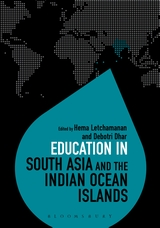 Edited by Hema Letchamanan
and Debotri Dhar
EDUCATION IN
SOUTH ASIA AND THE
INDIAN OCEAN
ISLANDS
BLOOMSBURY